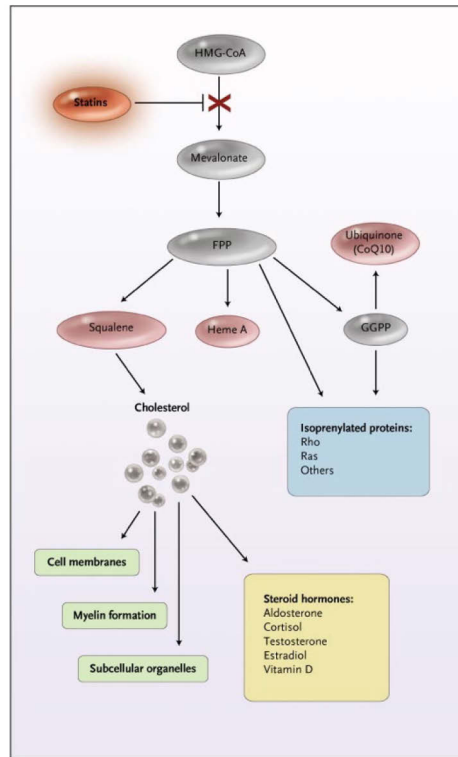 HMG-CoA
Statins
Mevalonate
FPP
Ubiquinone
(CoQ10)
Squalene
Heme A
GGPP
Cholesterol
Isoprenylated proteins:
Rho
Ras
Others
Cell membranes
Myelin formation
Subcellular organelles
Steroid hormones:
Aldosterone
Cortisol
Testosterone
Estradiol
Vitamin D